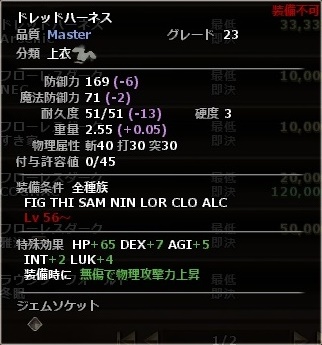 装備不可
ドレッドハーネス
品質 Master グレード 23
分類 上衣
防御力 169 (-6)
魔法防御力 71 (-2)
耐久度 51/51 (-13) 硬度 3
重量 2.55 (+0.05)
物理属性 斬40 打30 突30
付与許容値 0/45
装備条件 全種族
FIG THI SAM NIN LOR CLO ALC
Lv 56～
特殊効果 HP+65 DEX+7 AGI+5
INT+2 LUK+4
装備時に 無傷で物理攻撃力上昇
ジェムソケット
1/2